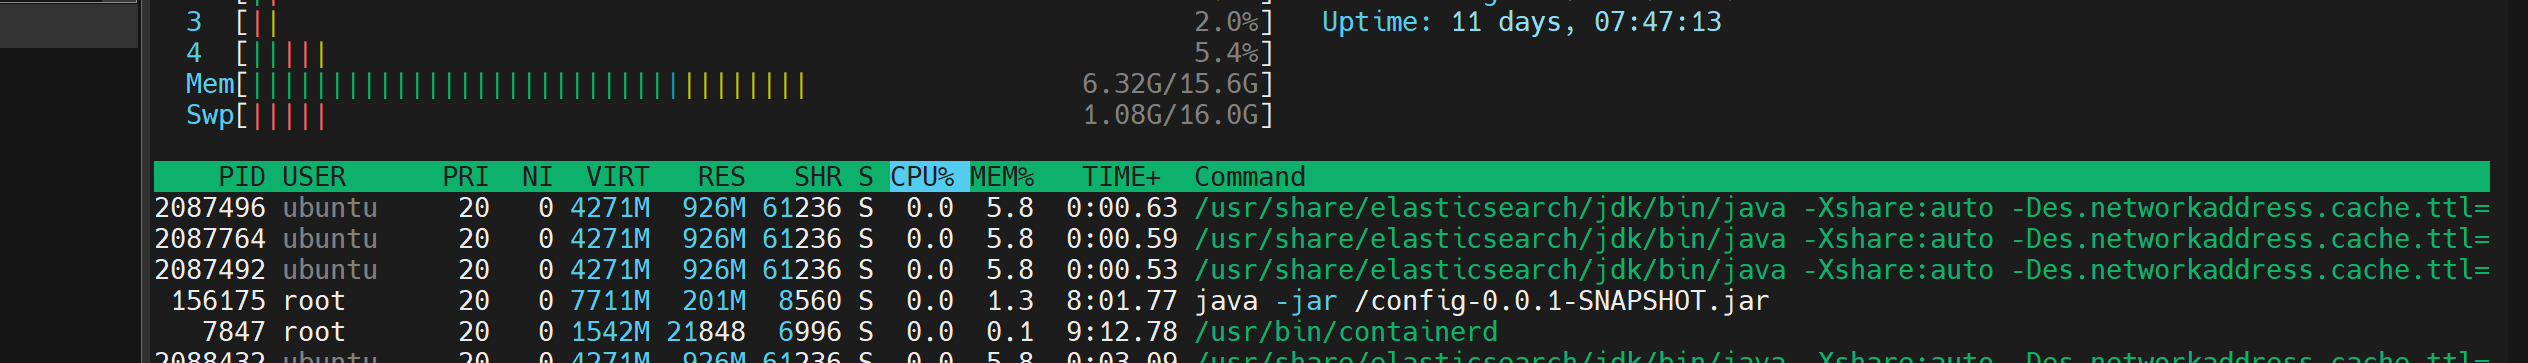 3 [|| 2.0%] Uptime: 11 days, 07:47:13
4 [||||| 5.4%]
Mem[||||||||||||||||||||||||||||||||||| 6.32G/15.6G]
Swp[||||| 1.08G/16.0G]
PID USER PRI NI VIRT RES SHR S CPU% MEM% TIME+ Command
2087496 ubuntu 20 0 4271M 926M 61236 S 0.0 5.8 0:00.63 /usr/share/elasticsearch/jdk/bin/java -Xshare:auto -Des.networkaddress.cache.ttl=
2087764 ubuntu 20 0 4271M 926M 61236 S 0.0 5.8 0:00.59 /usr/share/elasticsearch/jdk/bin/java -Xshare:auto -Des.networkaddress.cache.ttl=
2087492 ubuntu 20 0 4271M 926M 61236 S 0.0 5.8 0:00.53 /usr/share/elasticsearch/jdk/bin/java -Xshare:auto -Des.networkaddress.cache.ttl=
156175 root 20 0 7711M 201M 8560 S 0.0 1.3 8:01.77 java -jar /config-0.0.1-SNAPSHOT.jar
7847 root 20 0 1542M 21848 6996 S 0.0 0.1 9:12.78 /usr/bin/containerd
2088432 ubuntu 20 0 4271M 926M 61236 S 0.0 5.8 0:03.09 /usr/share/elasticsearch/jdk/bin/java -Xshare:auto -Des.networkaddress.cache.ttl=